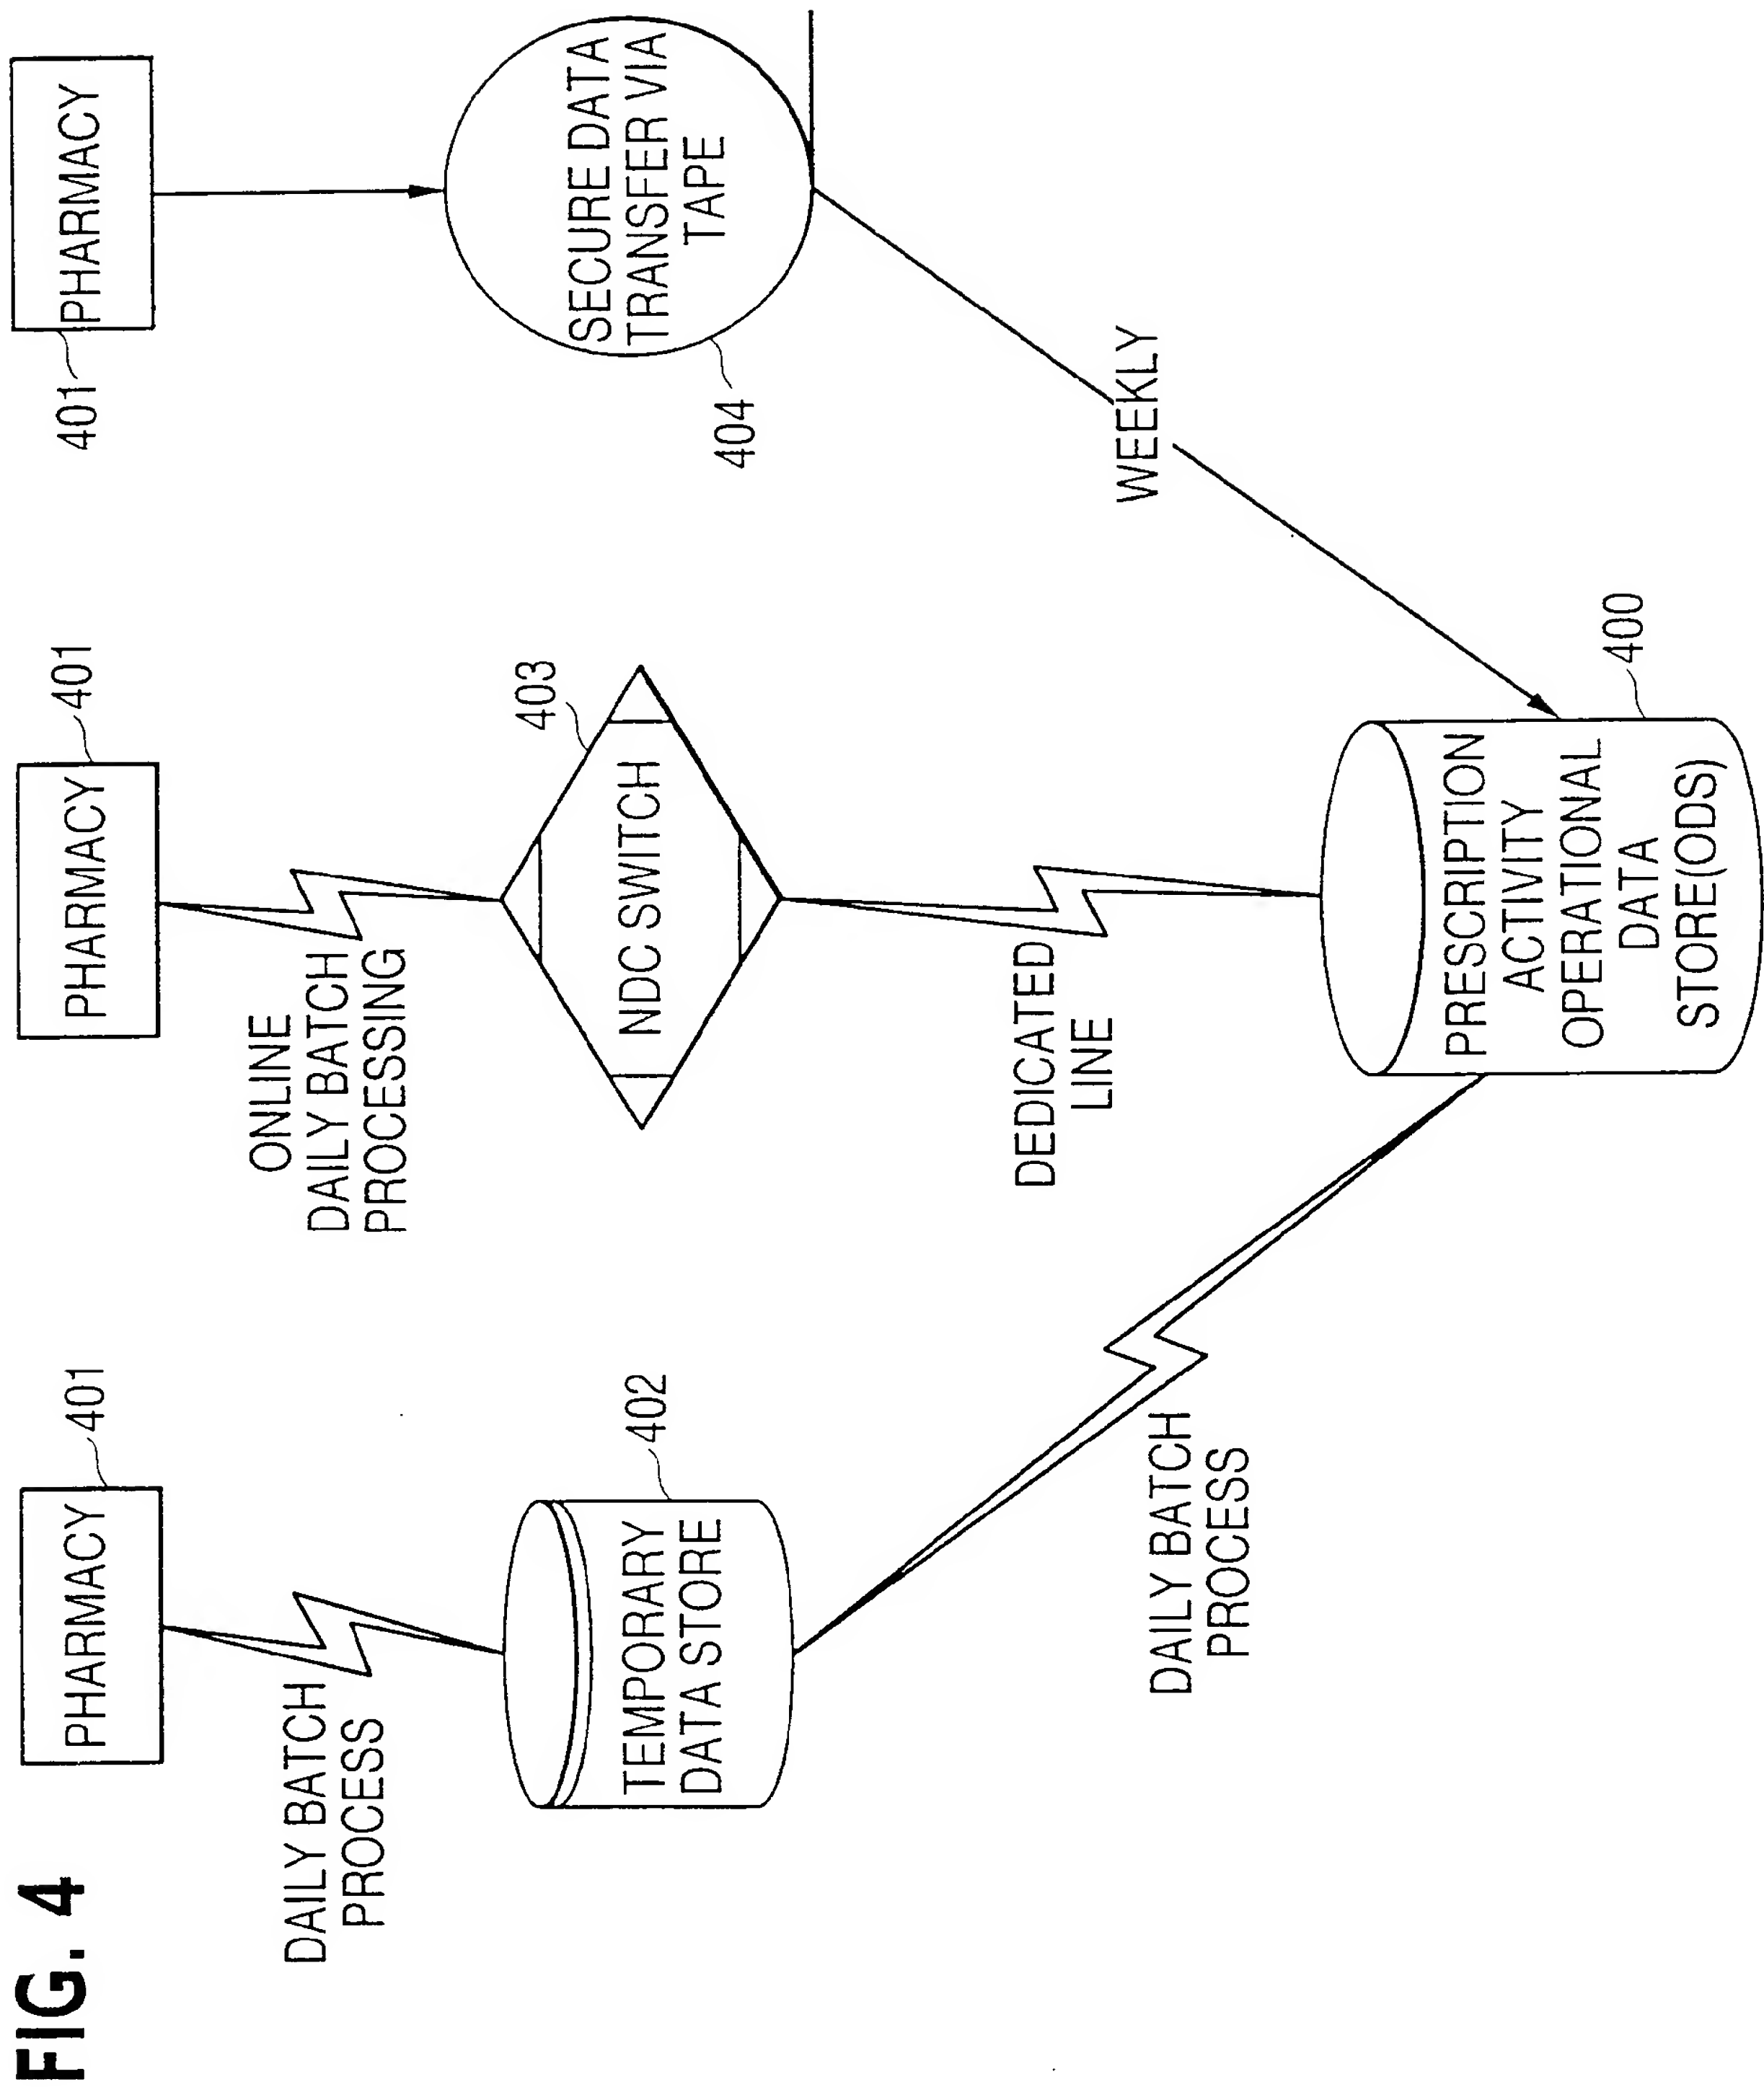 FIG. 4
PHARMACY
401
PHARMACY
401
PHARMACY
401
DAILY BATCH
PROCESS
ONLINE
DAILY BATCH
PROCESSING
TEMPORARY
DATA STORE
402
NDC SWITCH
403
SECURE DATA
TRANSFER VIA
TAPE
404
DAILY BATCH
PROCESS
DEDICATED
LINE
WEEKLY
PRESCRIPTION
ACTIVITY
OPERATIONAL
DATA
STORE(ODS)
400